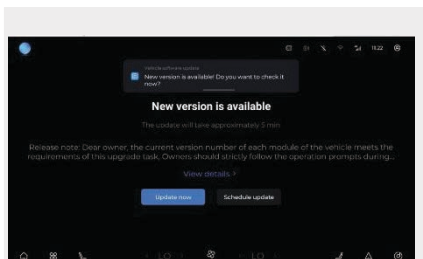 11:22
Vehicle software update
New version is available! Do you want to check it
now?
New version is available
The update will take approximately 5 min
Release note: Dear owner, the current version number of each module of the vehicle meets the
requirements of this upgrade task. Owners should strictly follow the operation prompts during...
View details >
Update now
Schedule update